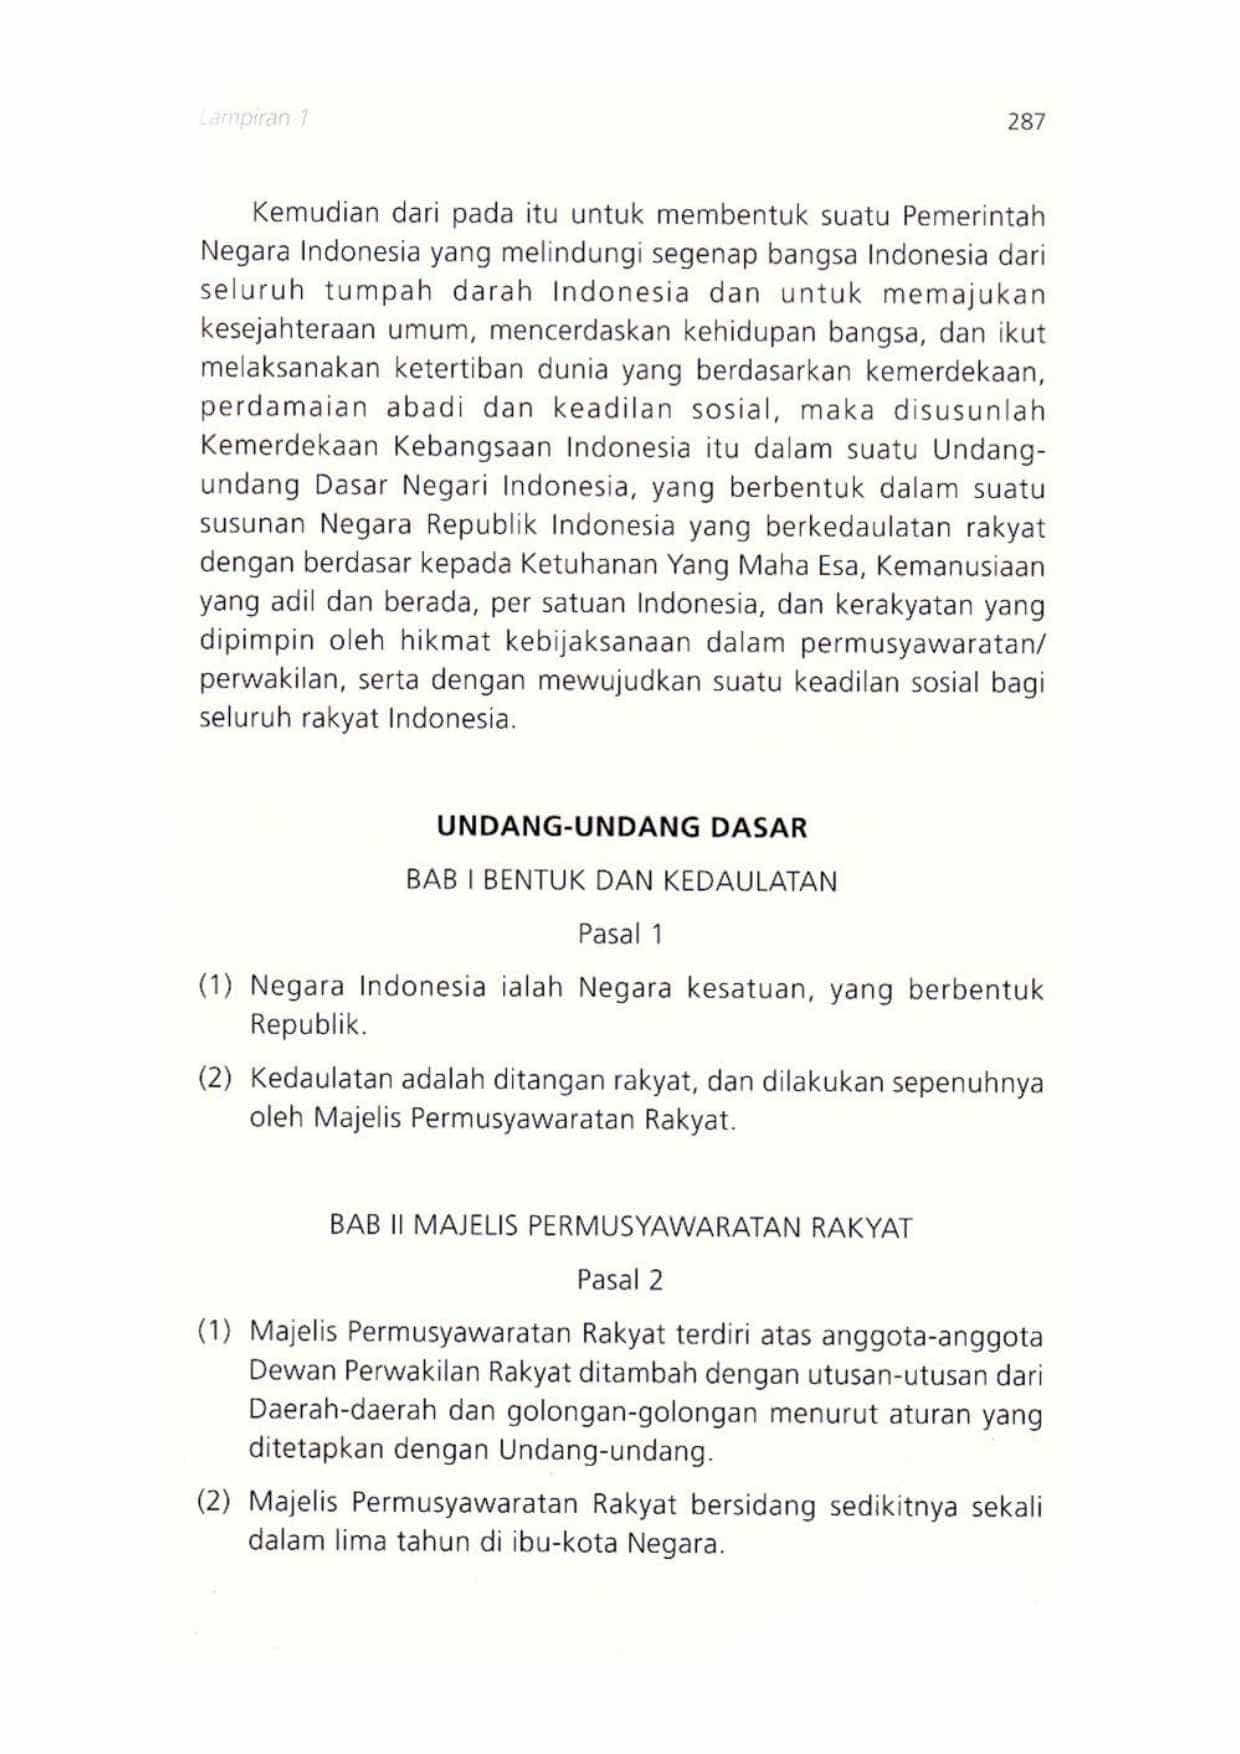 Lampiran 1
287
Kemudian dari pada itu untuk membentuk suatu Pemerintah
Negara Indonesia yang melindungi segenap bangsa Indonesia dari
seluruh tumpah darah Indonesia dan untuk memajukan
kesejahteraan umum, mencerdaskan kehidupan bangsa, dan ikut
melaksanakan ketertiban dunia yang berdasarkan kemerdekaan,
perdamaian abadi dan keadilan sosial, maka disusunlah
Kemerdekaan Kebangsaan Indonesia itu dalam suatu Undang-
undang Dasar Negari Indonesia, yang berbentuk dalam suatu
susunan Negara Republik Indonesia yang berkedaulatan rakyat
dengan berdasar kepada Ketuhanan Yang Maha Esa, Kemanusiaan
yang adil dan berada, per satuan Indonesia, dan kerakyatan yang
dipimpin oleh hikmat kebijaksanaan dalam permusyawaratan/
perwakilan, serta dengan mewujudkan suatu keadilan sosial bagi
seluruh rakyat Indonesia.
UNDANG-UNDANG DASAR
BAB I BENTUK DAN KEDAULATAN
Pasal 1
(1) Negara Indonesia ialah Negara kesatuan, yang berbentuk
Republik.
(2) Kedaulatan adalah ditangan rakyat, dan dilakukan sepenuhnya
oleh Majelis Permusyawaratan Rakyat.
BAB II MAJELIS PERMUSYAWARATAN RAKYAT
Pasal 2
(1) Majelis Permusyawaratan Rakyat terdiri atas anggota-anggota
Dewan Perwakilan Rakyat ditambah dengan utusan-utusan dari
Daerah-daerah dan golongan-golongan menurut aturan yang
ditetapkan dengan Undang-undang.
(2) Majelis Permusyawaratan Rakyat bersidang sedikitnya sekali
dalam lima tahun di ibu-kota Negara.